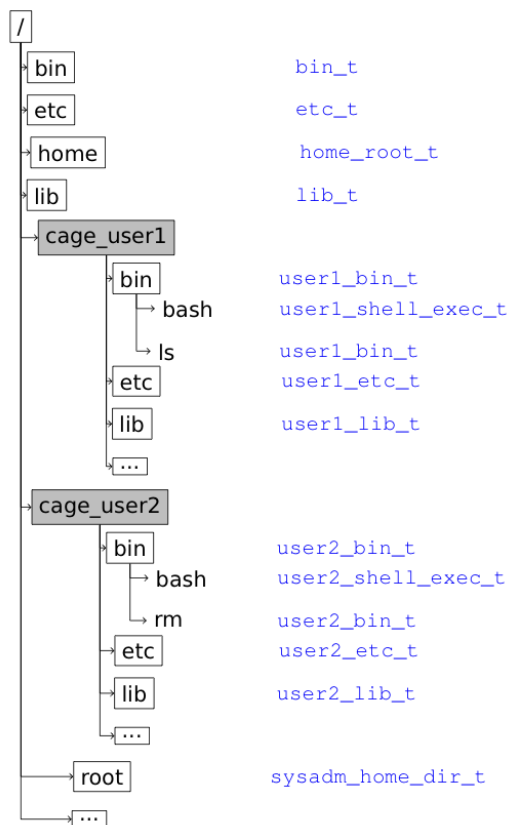 /
bin bin_t
etc etc_t
home home_root_t
lib lib_t
cage_user1
bin user1_bin_t
bash user1_shell_exec_t
ls user1_bin_t
etc user1_etc_t
lib user1_lib_t
...
cage_user2
bin user2_bin_t
bash user2_shell_exec_t
rm user2_bin_t
etc user2_etc_t
lib user2_lib_t
...
root sysadm_home_dir_t
...